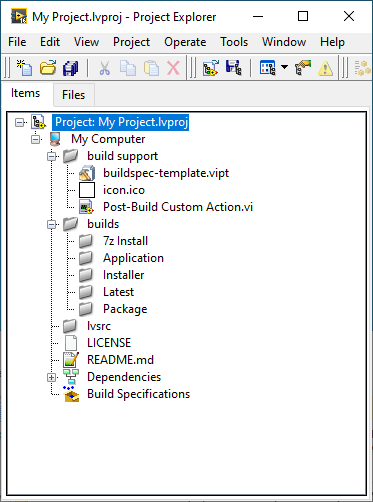 My Project.lvproj - Project Explorer
File Edit View Project Operate Tools Window Help
Items Files
Project: My Project.lvproj
My Computer
build support
buildspec-template.vipt
icon.ico
Post-Build Custom Action.vi
builds
7z Install
Application
Installer
Latest
Package
lvsrc
LICENSE
README.md
Dependencies
Build Specifications